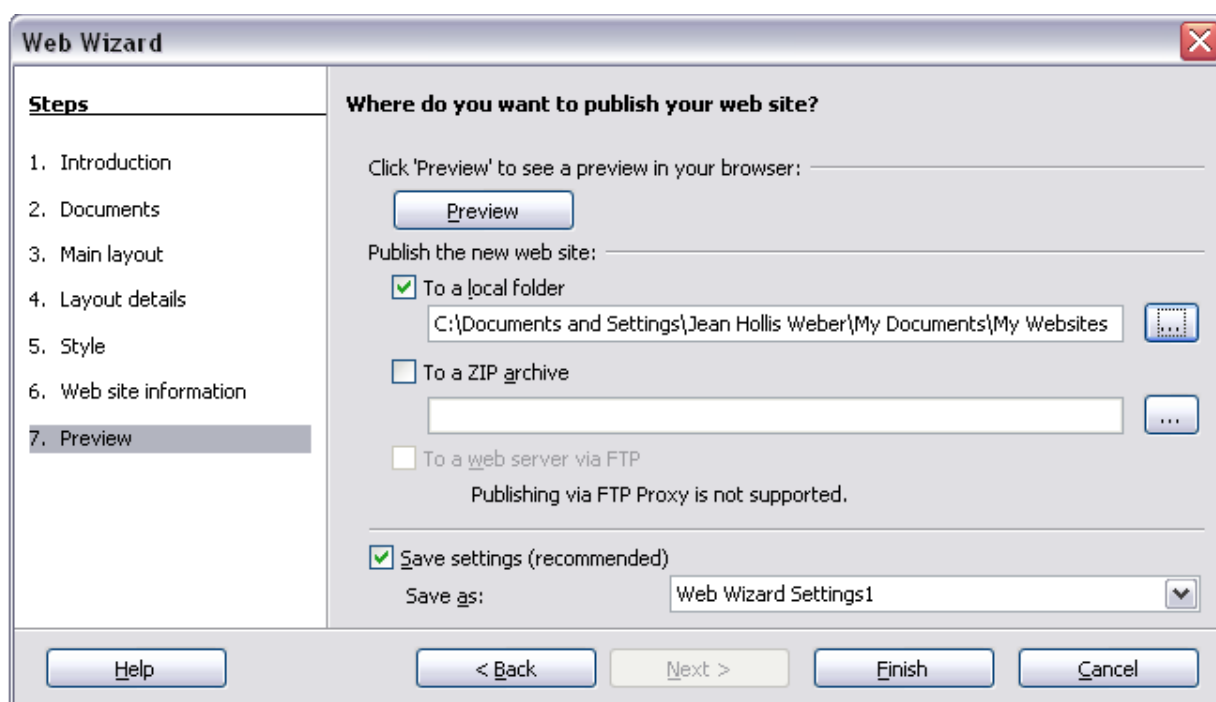 Web Wizard
Steps
1. Introduction
2. Documents
3. Main layout
4. Layout details
5. Style
6. Web site information
7. Preview
Where do you want to publish your web site?
Click 'Preview' to see a preview in your browser:
Preview
Publish the new web site:
To a local folder
C:\Documents and Settings\Jean Hollis Weber\My Documents\My Websites
...
To a ZIP archive
...
To a web server via FTP
Publishing via FTP Proxy is not supported.
Save settings (recommended)
Save as:
Web Wizard Settings1
Help
< Back
Next >
Finish
Cancel